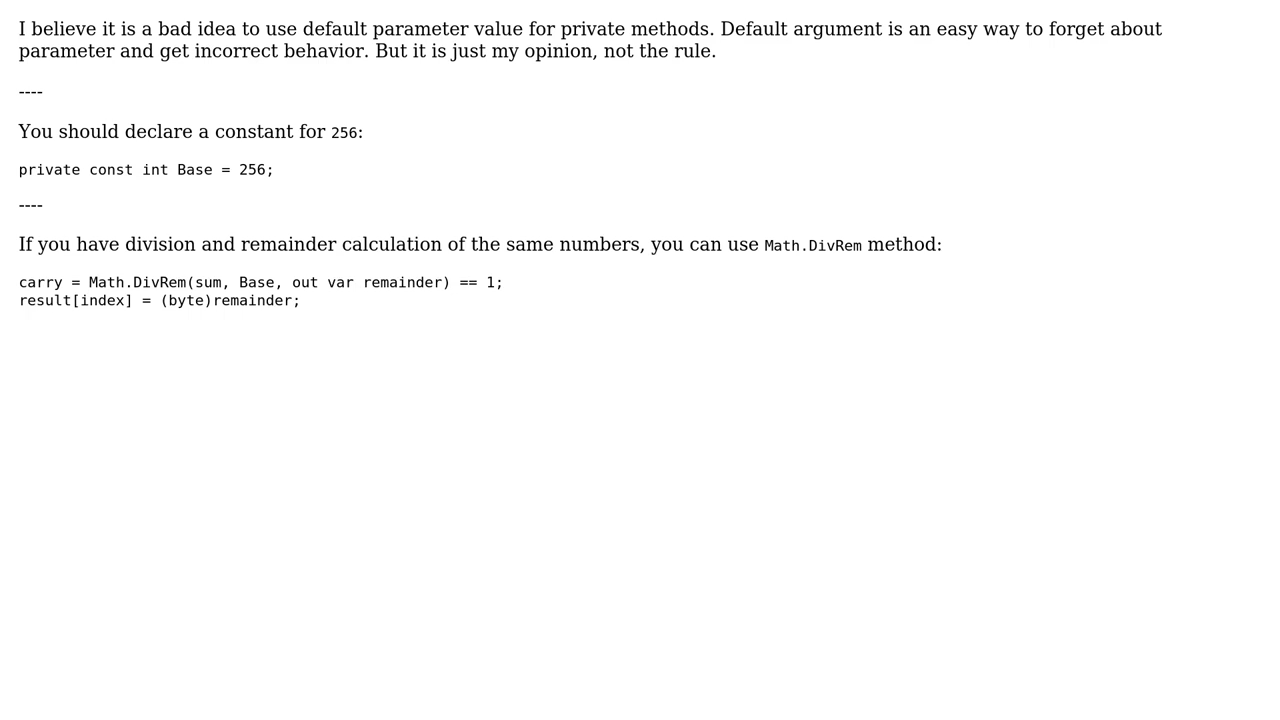 I believe it is a bad idea to use default parameter value for private methods. Default argument is an easy way to forget about
parameter and get incorrect behavior. But it is just my opinion, not the rule.
----
You should declare a constant for 256:
private const int Base = 256;
----
If you have division and remainder calculation of the same numbers, you can use Math.DivRem method:
carry = Math.DivRem(sum, Base, out var remainder) == 1;
result[index] = (byte)remainder;